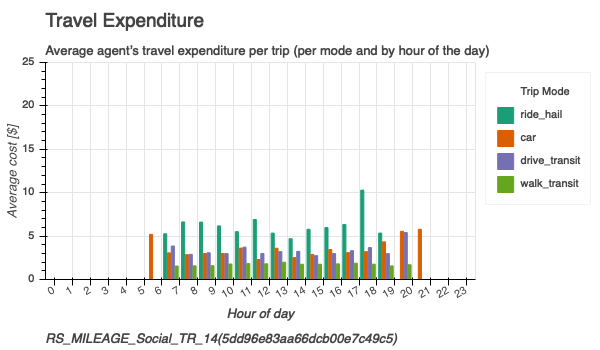 Travel Expenditure
Average agent's travel expenditure per trip (per mode and by hour of the day)
25
20
15
10
5
0
Average cost [$]
0 1 2 3 4 5 6 7 8 9 10 11 12 13 14 15 16 17 18 19 20 21 22 23
Hour of day
Trip Mode
ride_hail
car
drive_transit
walk_transit
RS_MILEAGE_Social_TR_14(5dd96e83aa66dcb00e7c49c5)